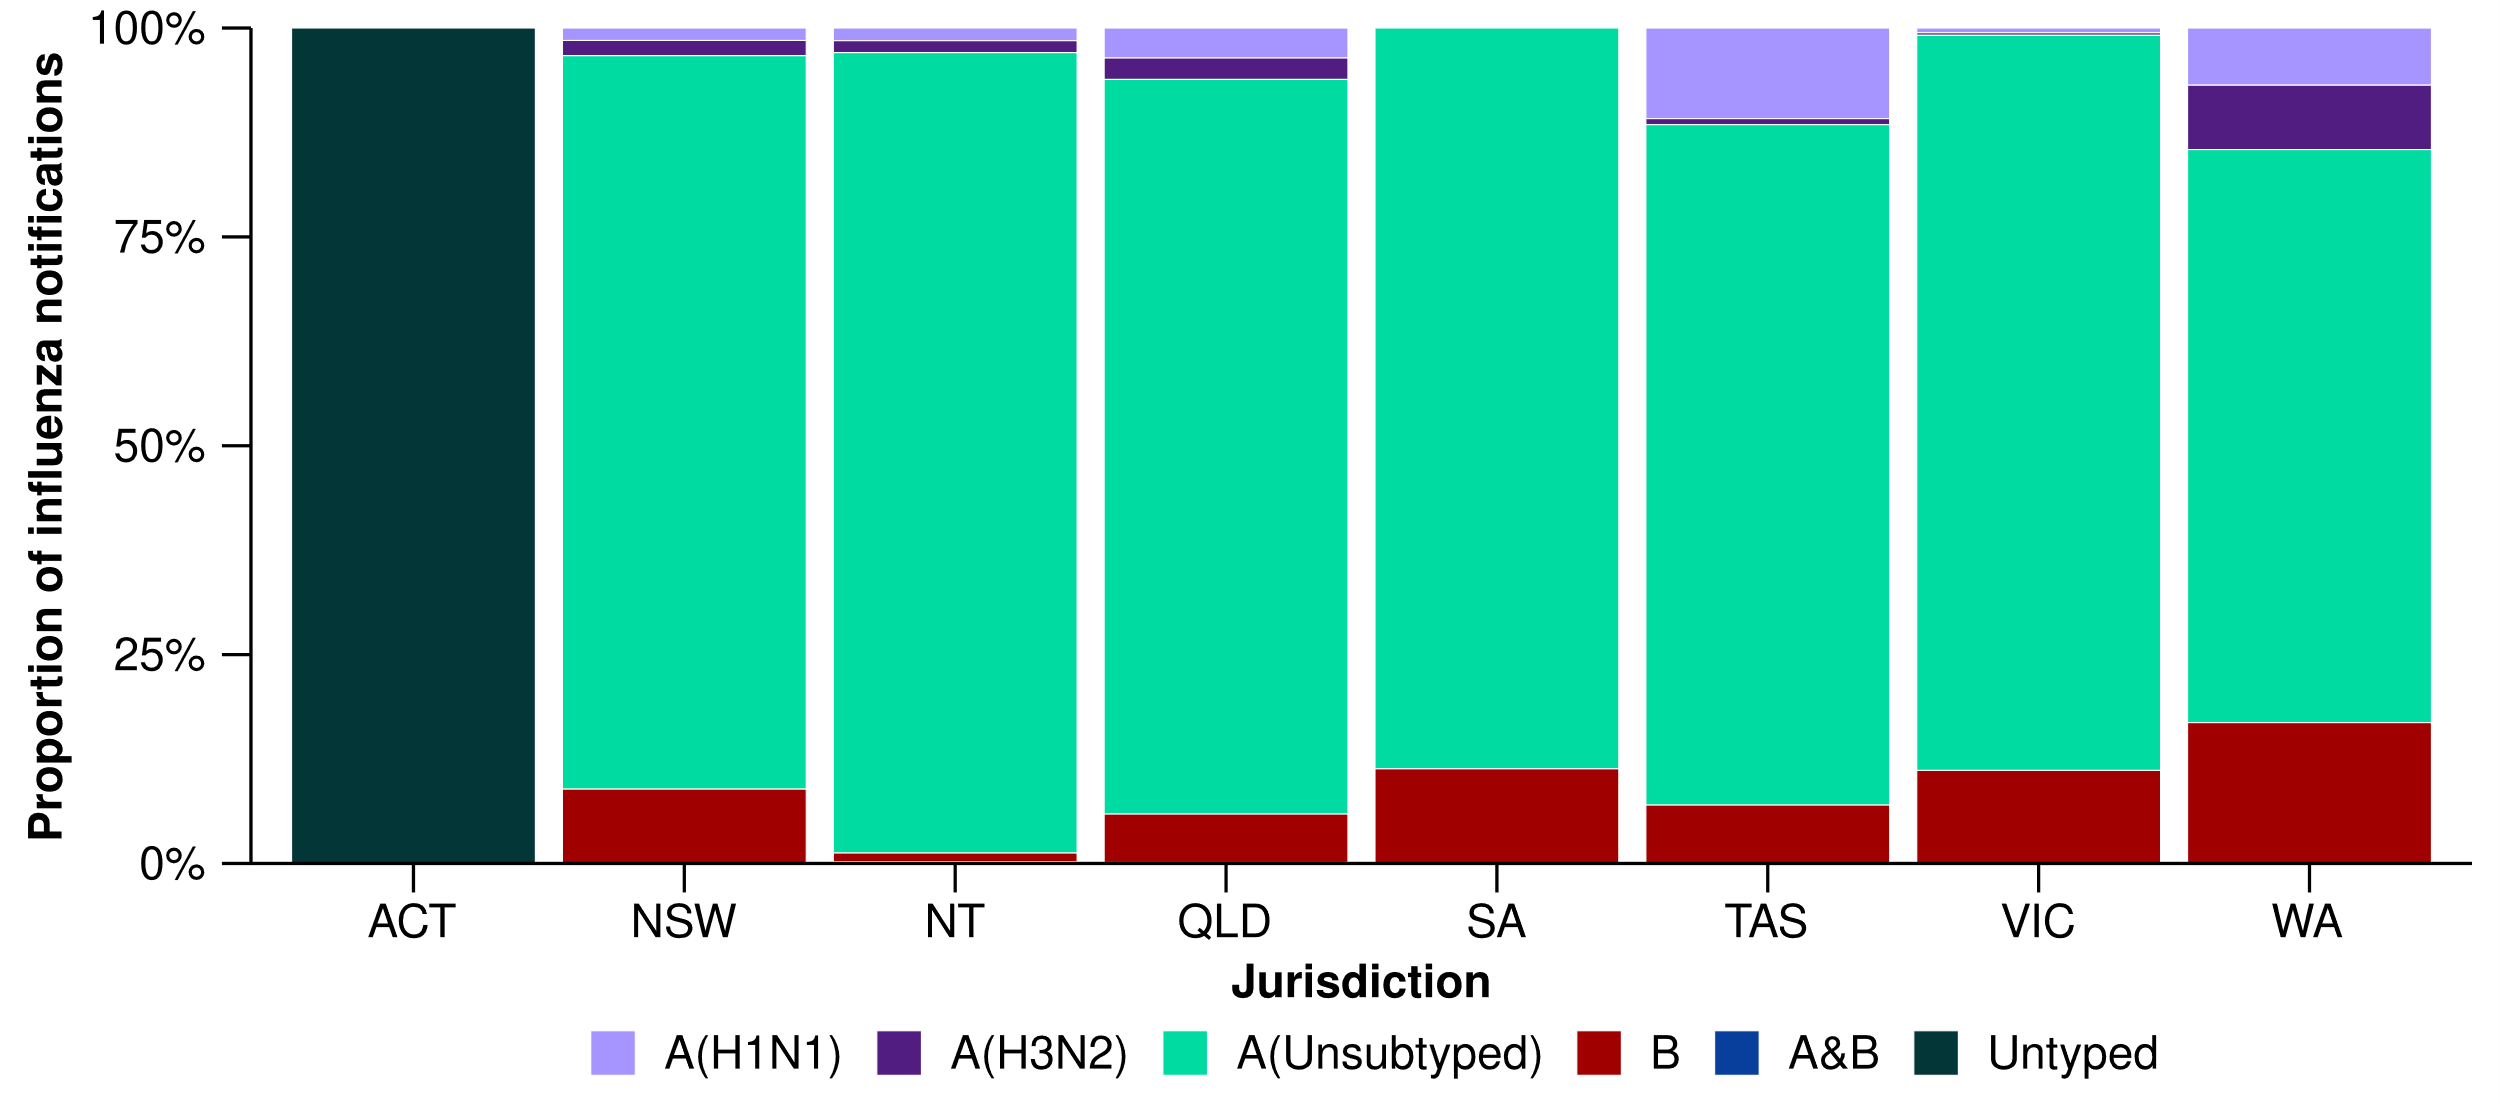 Proportion of influenza notifications
100%
75%
50%
25%
0%
ACT NSW NT QLD SA TAS VIC WA
Jurisdiction
A(H1N1) A(H3N2) A(Unsubtyped) B A&B Untyped